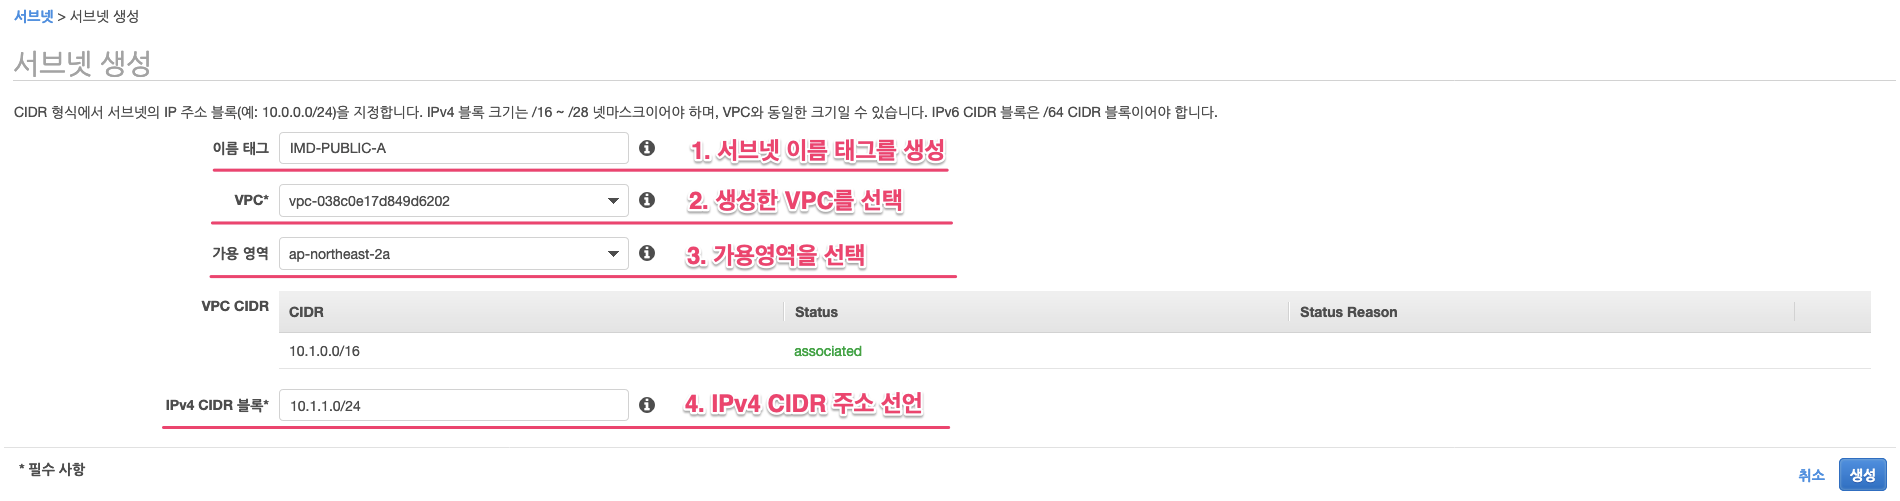 서브넷 > 서브넷 생성
서브넷 생성
CIDR 형식에서 서브넷의 IP 주소 블록(예: 10.0.0.0/24)을 지정합니다. IPv4 블록 크기는 /16 ~ /28 넷마스크이어야 하며, VPC와 동일한 크기일 수 있습니다. IPv6 CIDR 블록은 /64 CIDR 블록이어야 합니다.
이름 태그 IMD-PUBLIC-A 1. 서브넷 이름 태그를 생성
VPC* vpc-038c0e17d849d6202 2. 생성한 VPC를 선택
가용 영역 ap-northeast-2a 3. 가용영역을 선택
VPC CIDR CIDR Status Status Reason
10.1.0.0/16 associated
IPv4 CIDR 블록* 10.1.1.0/24 4. IPv4 CIDR 주소 선언
* 필수 사항 취소 생성